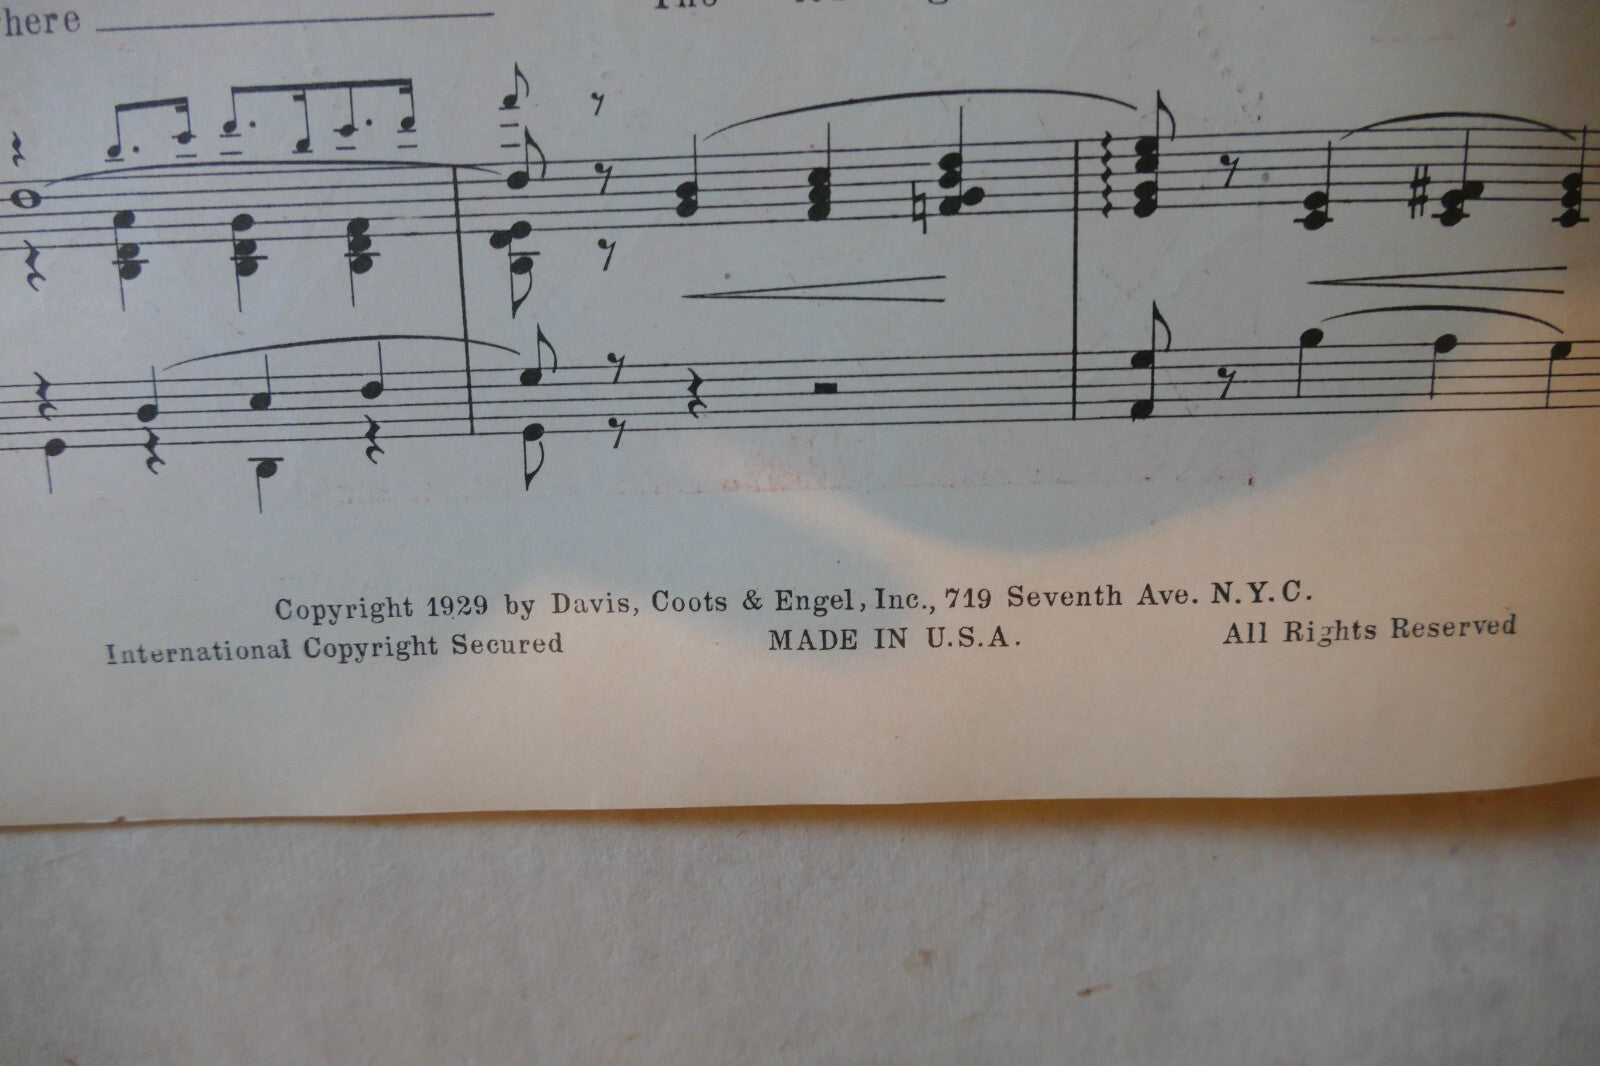 here The
Copyright 1929 by Davis, Coots & Engel, Inc., 719 Seventh Ave. N.Y.C.
International Copyright Secured MADE IN U.S.A. All Rights Reserved